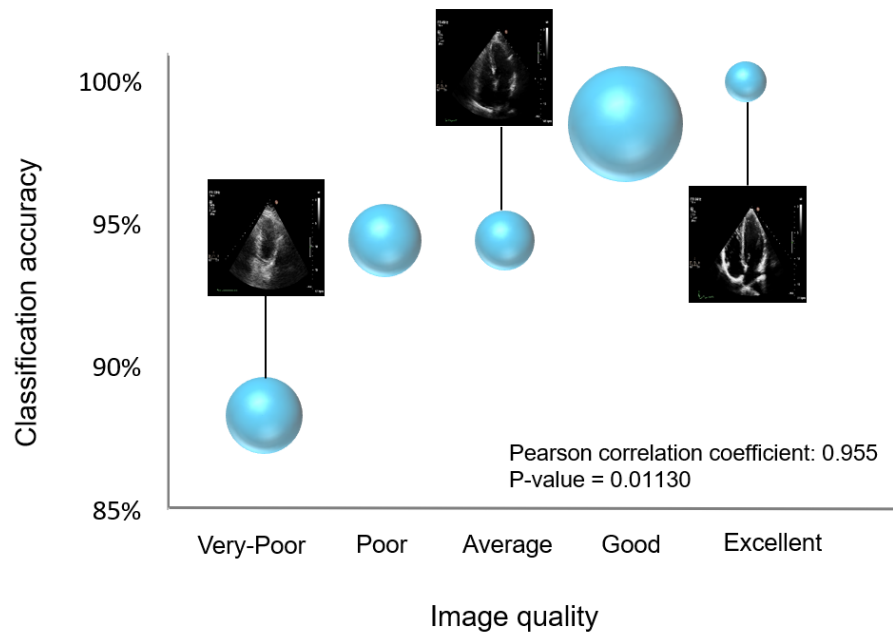 100%
95%
90%
85%
Classification accuracy
Pearson correlation coefficient: 0.955
P-value = 0.01130
Very-Poor Poor Average Good Excellent
Image quality